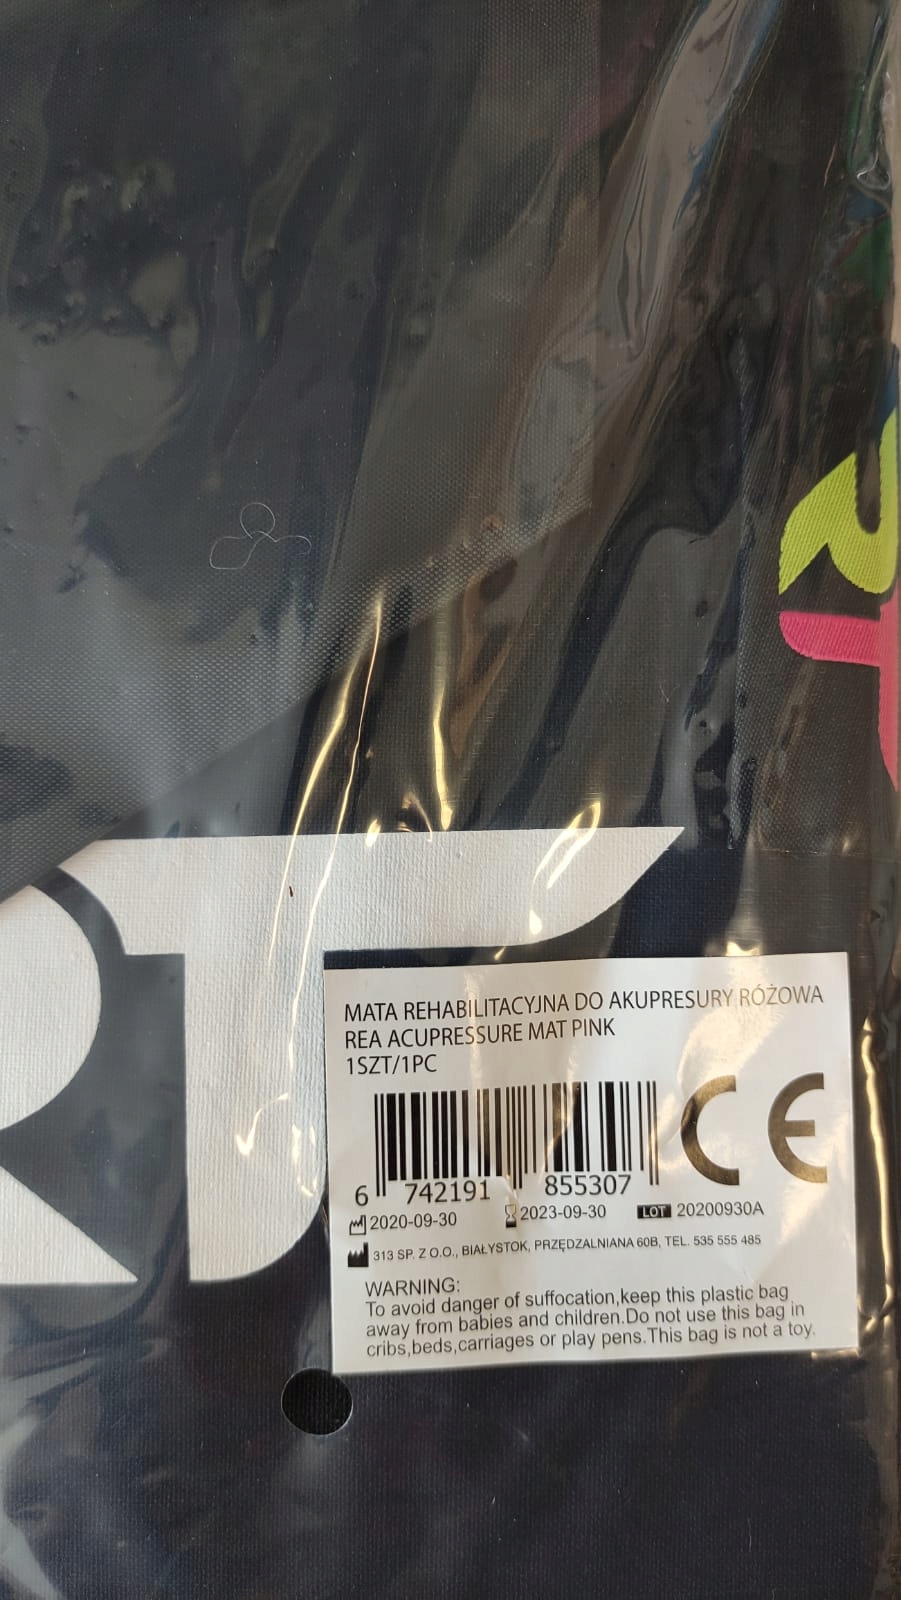 RT
MATA REHABILITACYJNA DO AKUPRESURY RÓŻOWA
REA ACUPRESSURE MAT PINK
1SZT/1PC
6 742191 855307
CE
2020-09-30 2023-09-30 LOT 20200930A
313 SP. Z O.O., BIAŁYSTOK, PRZĘDZALNIANA 60B, TEL. 535 555 485
WARNING:
To avoid danger of suffocation,keep this plastic bag
away from babies and children.Do not use this bag in
cribs,beds,carriages or play pens.This bag is not a toy.